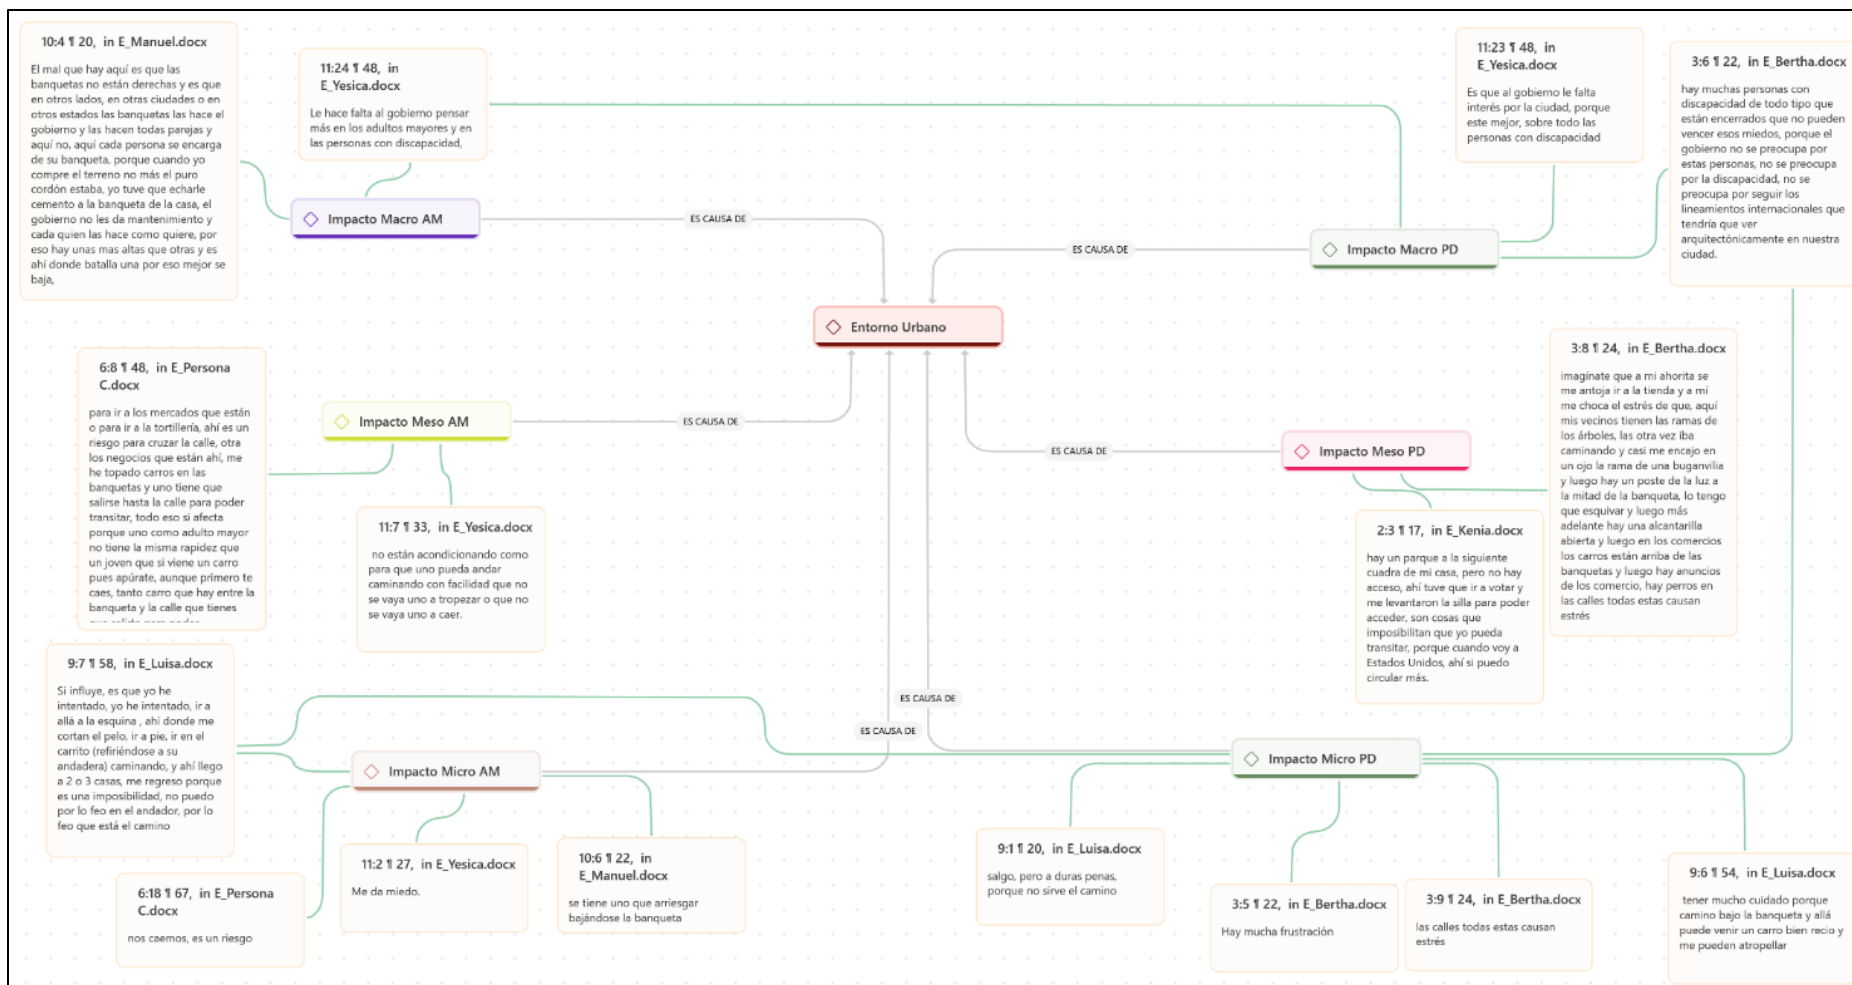 10:4 ¶ 20, in E_Manuel.docx
El mal que hay aquí es que las
banquetas no están derechas y es que
en otros lados, en otras ciudades o en
otros estados las banquetas las hace el
gobierno y las hacen todas parejas y
aquí no, aquí cada persona se encarga
de su banqueta, porque cuando yo
compre el terreno no más el puro
cordón estaba, yo tuve que echarle
cemento a la banqueta de la casa, el
gobierno no les da mantenimiento y
cada quien las hace como quiere, por
eso hay unas mas altas que otras y es
ahí donde batalla una por eso mejor se
baja,
11:24 ¶ 48, in
E_Yesica.docx
Le hace falta al gobierno pensar
más en los adultos mayores y en
las personas con discapacidad,
11:23 ¶ 48, in
E_Yesica.docx
Es que al gobierno le falta
interés por la ciudad, porque
este mejor, sobre todo las
personas con discapacidad
3:6 ¶ 22, in E_Bertha.docx
hay muchas personas con
discapacidad de todo tipo que
están encerrados que no pueden
vencer esos miedos, porque el
gobierno no se preocupa por
estas personas, no se preocupa
por la discapacidad, no se
preocupa por seguir los
lineamientos internacionales que
tendría que ver
arquitectónicamente en nuestra
ciudad.
Impacto Macro AM
ES CAUSA DE
ES CAUSA DE
Impacto Macro PD
Entorno Urbano
6:8 ¶ 48, in E_Persona
C.docx
para ir a los mercados que están
o para ir a la tortillería, ahí es un
riesgo para cruzar la calle, otra
los negocios que están ahí, me
he topado carros en las
banquetas y uno tiene que
salirse hasta la calle para poder
transitar, todo eso si afecta
porque uno como adulto mayor
no tiene la misma rapidez que
un joven que si viene un carro
pues apúrate, aunque primero te
caes, tanto carro que hay entre la
banqueta y la calle que tienes
Impacto Meso AM
ES CAUSA DE
11:7 ¶ 33, in E_Yesica.docx
no están acondicionando como
para que uno pueda andar
caminando con facilidad que no
se vaya uno a tropezar o que no
se vaya uno a caer.
ES CAUSA DE
Impacto Meso PD
3:8 ¶ 24, in E_Bertha.docx
imagínate que a mi ahorita se
me antoja ir a la tienda y a mí
me choca el estrés de que, aquí
mis vecinos tienen las ramas de
los árboles, las otra vez iba
caminando y casi me encajo en
un ojo la rama de una buganvilia
y luego hay un poste de la luz a
la mitad de la banqueta, lo tengo
que esquivar y luego más
adelante hay una alcantarilla
abierta y luego en los comercios
los carros están arriba de las
banquetas y luego hay anuncios
de los comercio, hay perros en
las calles todas estas causan
estrés
2:3 ¶ 17, in E_Kenia.docx
hay un parque a la siguiente
cuadra de mi casa, pero no hay
acceso, ahí tuve que ir a votar y
me levantaron la silla para poder
acceder, son cosas que
imposibilitan que yo pueda
transitar, porque cuando voy a
Estados Unidos, ahí si puedo
circular más.
9:7 ¶ 58, in E_Luisa.docx
Si influye, es que yo he
intentado, yo he intentado, ir a
allá a la esquina , ahí donde me
cortan el pelo, ir a pie, ir en el
carrito (refiriéndose a su
andadera) caminando, y ahí llego
a 2 o 3 casas, me regreso porque
es una imposibilidad, no puedo
por lo feo en el andador, por lo
feo que está el camino
ES CAUSA DE
ES CAUSA DE
Impacto Micro AM
Impacto Micro PD
6:18 ¶ 67, in E_Persona
C.docx
nos caemos, es un riesgo
11:2 ¶ 27, in E_Yesica.docx
Me da miedo.
10:6 ¶ 22, in
E_Manuel.docx
se tiene uno que arriesgar
bajándose la banqueta
9:1 ¶ 20, in E_Luisa.docx
salgo, pero a duras penas,
porque no sirve el camino
3:5 ¶ 22, in E_Bertha.docx
Hay mucha frustración
3:9 ¶ 24, in E_Bertha.docx
las calles todas estas causan
estrés
9:6 ¶ 54, in E_Luisa.docx
tener mucho cuidado porque
camino bajo la banqueta y allá
puede venir un carro bien recio y
me pueden atropellar